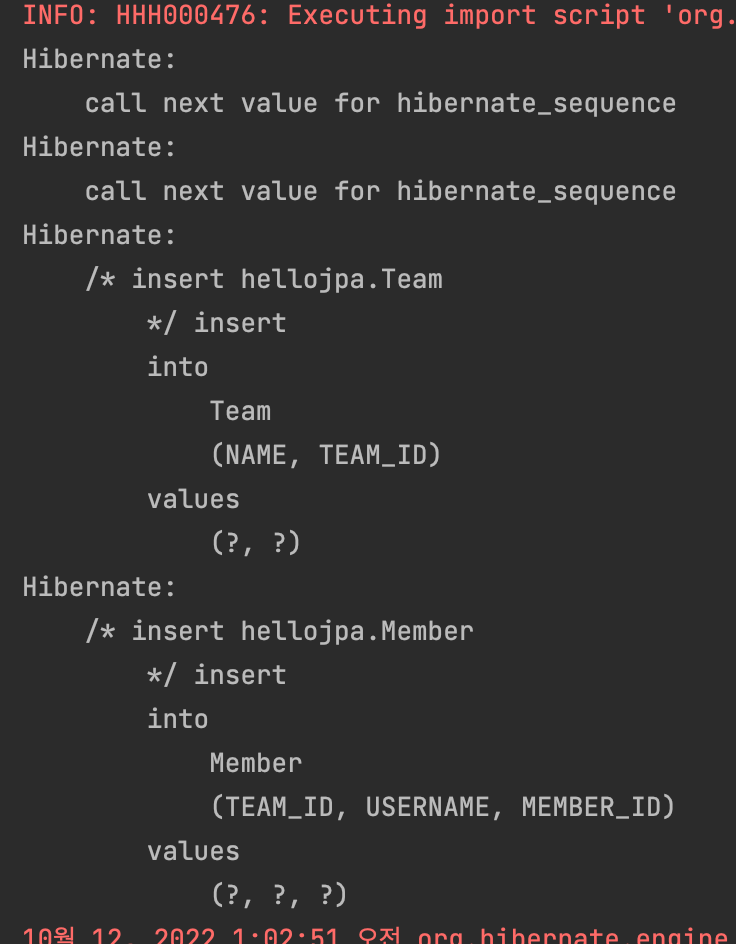 INFO: HHH000476: Executing import script 'org.
Hibernate:
call next value for hibernate_sequence
Hibernate:
call next value for hibernate_sequence
Hibernate:
/* insert hellojpa.Team
*/ insert
into
Team
(NAME, TEAM_ID)
values
(?, ?)
Hibernate:
/* insert hellojpa.Member
*/ insert
into
Member
(TEAM_ID, USERNAME, MEMBER_ID)
values
(?, ?, ?)
10월 12, 2022 1:02:51 오전 org.hibernate.engine